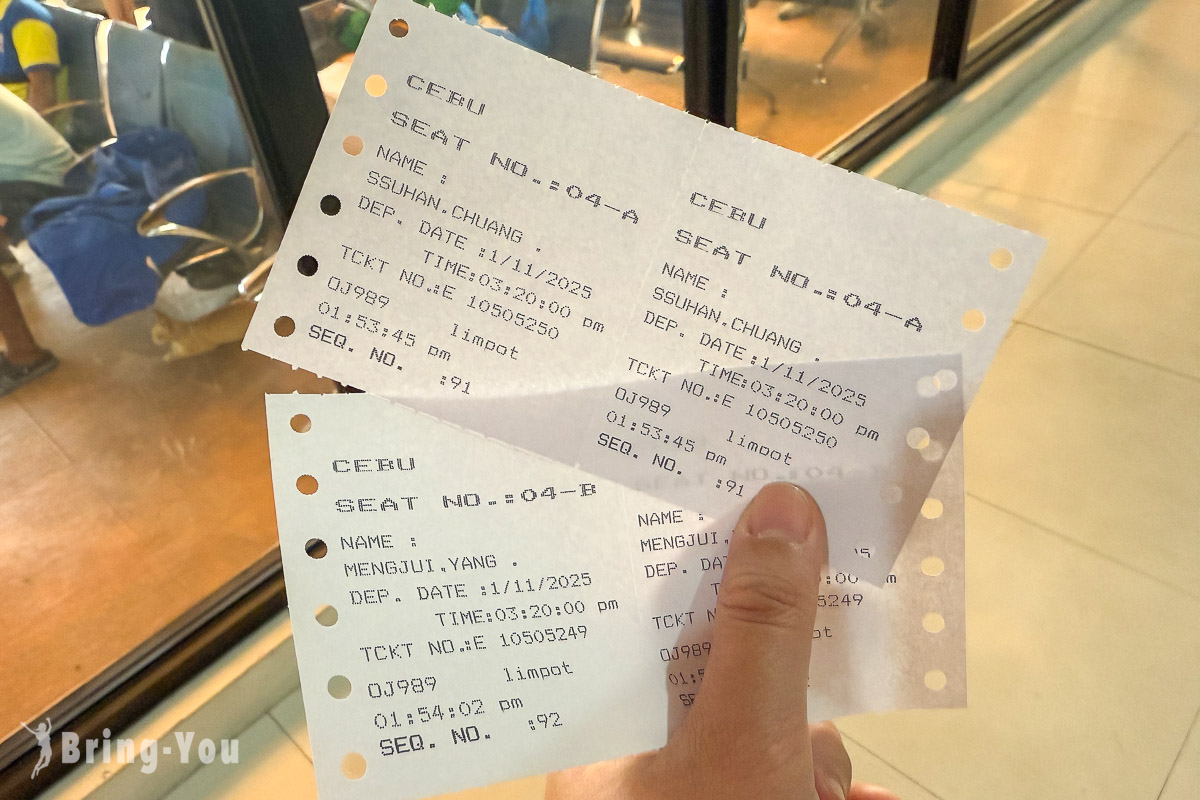 CEBU
SEAT NO.:04-A
NAME :
SSUHAN.CHUANG .
DEP. DATE :1/11/2025
TIME:03:20:00 pm
TCKT NO.:E 10505250
OJ989 limpot
01:53:45 pm
SEQ. NO. :91
CEBU
SEAT NO.:04-A
NAME :
SSUHAN.CHUANG .
DEP. DATE :1/11/2025
TIME:03:20:00 pm
TCKT NO.:E 10505250
OJ989 limpot
01:53:45 pm
SEQ. NO. :91
CEBU
SEAT NO.:04-B
NAME :
MENGJUI.YANG .
DEP. DATE :1/11/2025
TIME:03:20:00 pm
TCKT NO.:E 10505249
OJ989 limpot
01:54:02 pm
SEQ. NO. :92
NAME :
MENGJUI.
DEP.
TCKT
OJ989
Bring-You